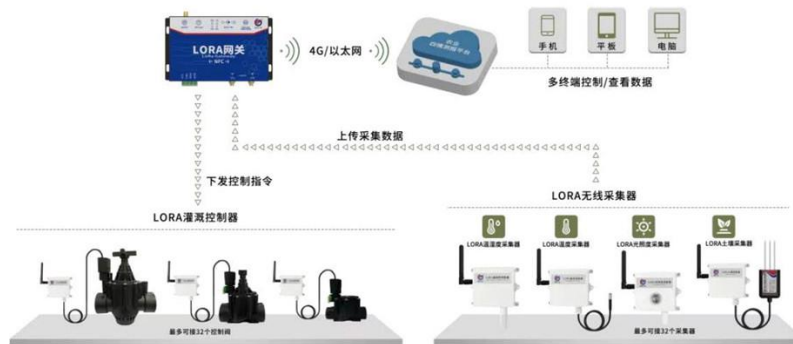 LORA网关
4G/以太网
手机
平板
电脑
多终端控制/查看数据
上传采集数据
下发控制指令
LORA灌溉控制器
LORA无线采集器
LORA温湿度采集器
LORA温度采集器
LORA光照度采集器
LORA土壤采集器
最多可接32个控制阀
最多可接32个采集器